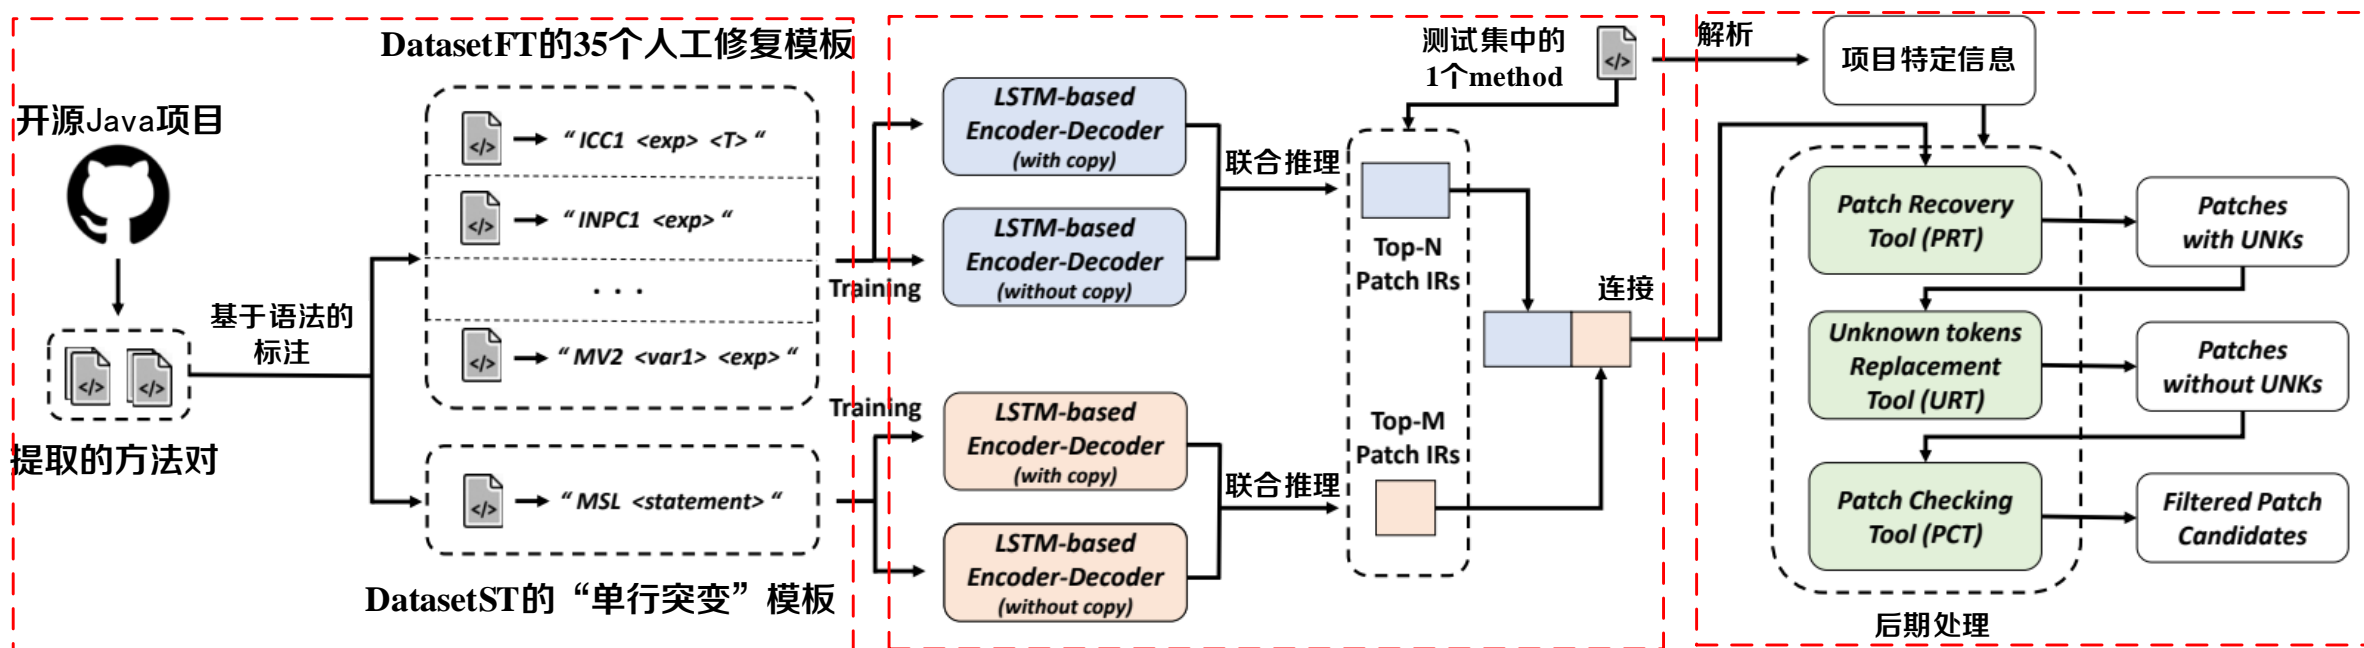 DatasetFT的35个人工修复模板
开源Java项目
</>
</>
提取的方法对
基于语法的
标注
</>
“ ICC1 <exp> <T> “
</>
“ INPC1 <exp> “
. . .
</>
“ MV2 <var1> <exp> “
</>
“ MSL <statement> “
DatasetST的“单行突变”模板
Training
Training
LSTM-based
Encoder-Decoder
(with copy)
LSTM-based
Encoder-Decoder
(without copy)
LSTM-based
Encoder-Decoder
(with copy)
LSTM-based
Encoder-Decoder
(without copy)
联合推理
联合推理
测试集中的
1个method
</>
Top-N
Patch IRs
Top-M
Patch IRs
连接
解析
项目特定信息
Patch Recovery
Tool (PRT)
Patches
with UNKs
Unknown tokens
Replacement
Tool (URT)
Patches
without UNKs
Patch Checking
Tool (PCT)
Filtered Patch
Candidates
后期处理